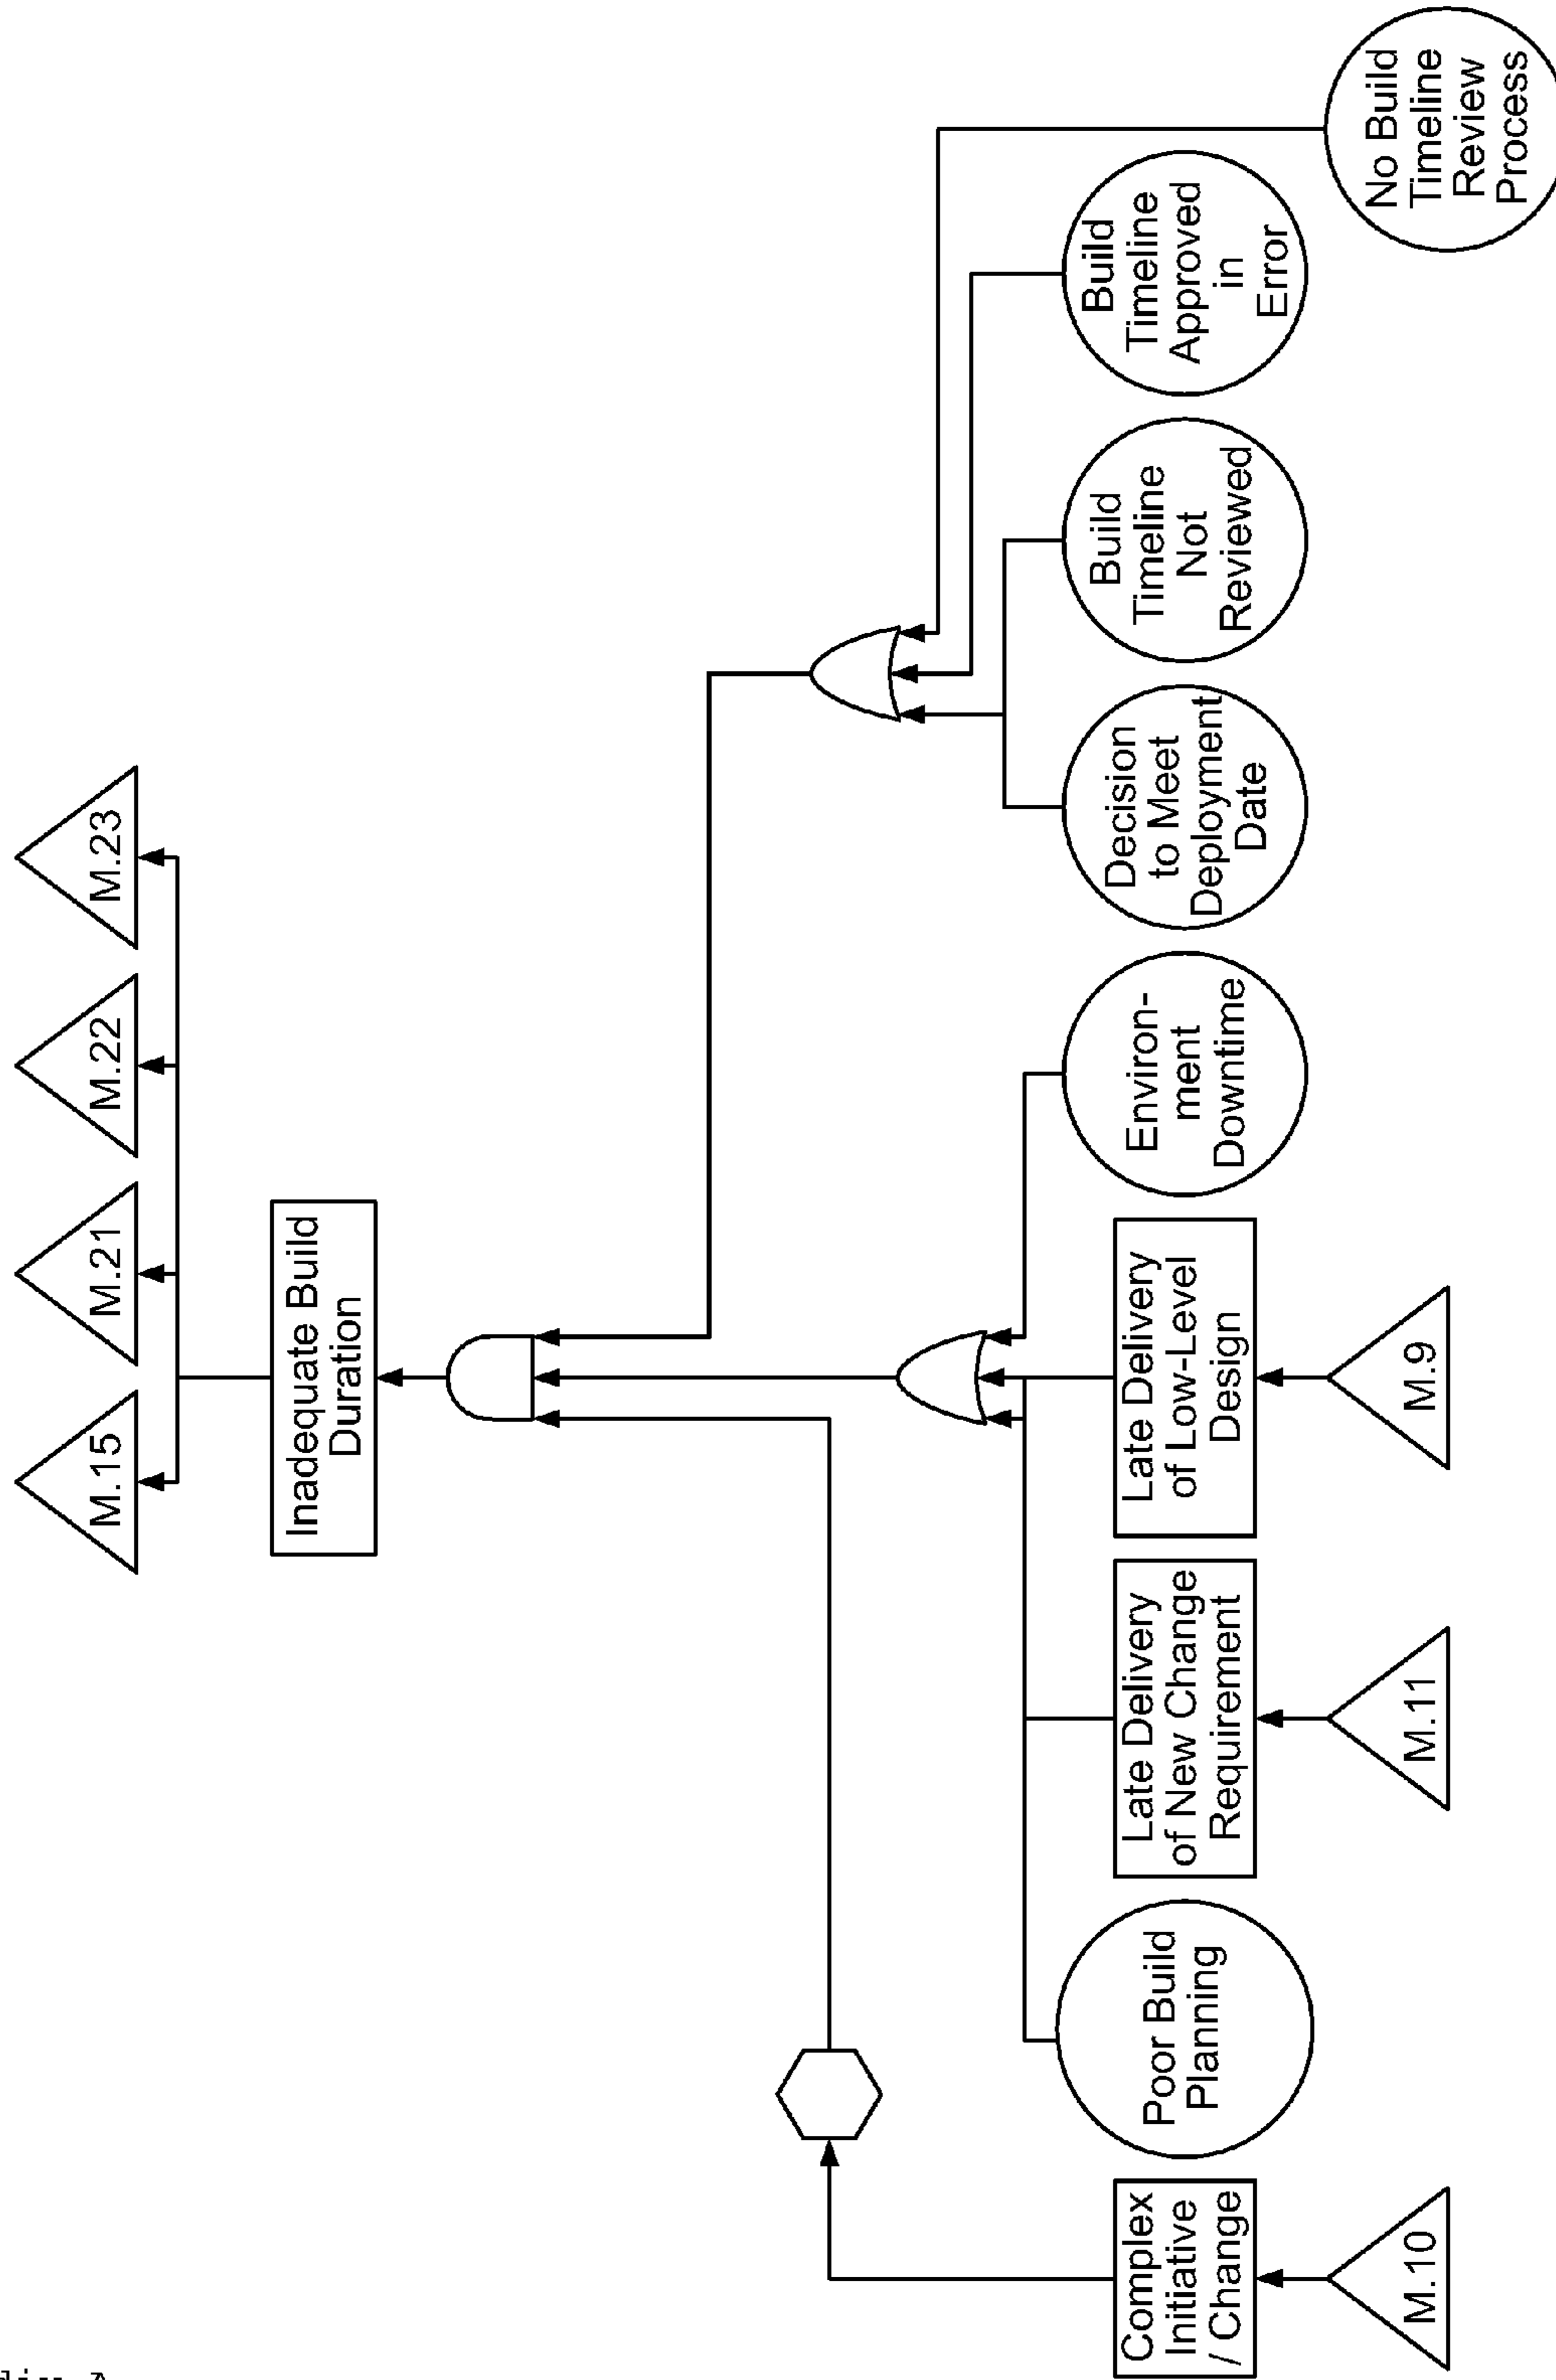 M.15
M.21
M.22
M.23
Inadequate Build
Duration
Complex
Initiative
/ Change
Poor Build
Planning
Late Delivery
of New Change
Requirement
Late Delivery
of Low-Level
Design
Environ-
ment
Downtime
Decision
to Meet
Deployment
Date
Build
Timeline
Not
Reviewed
Build
Timeline
Approved
in
Error
No Build
Timeline
Review
Process
M.10
M.11
M.9